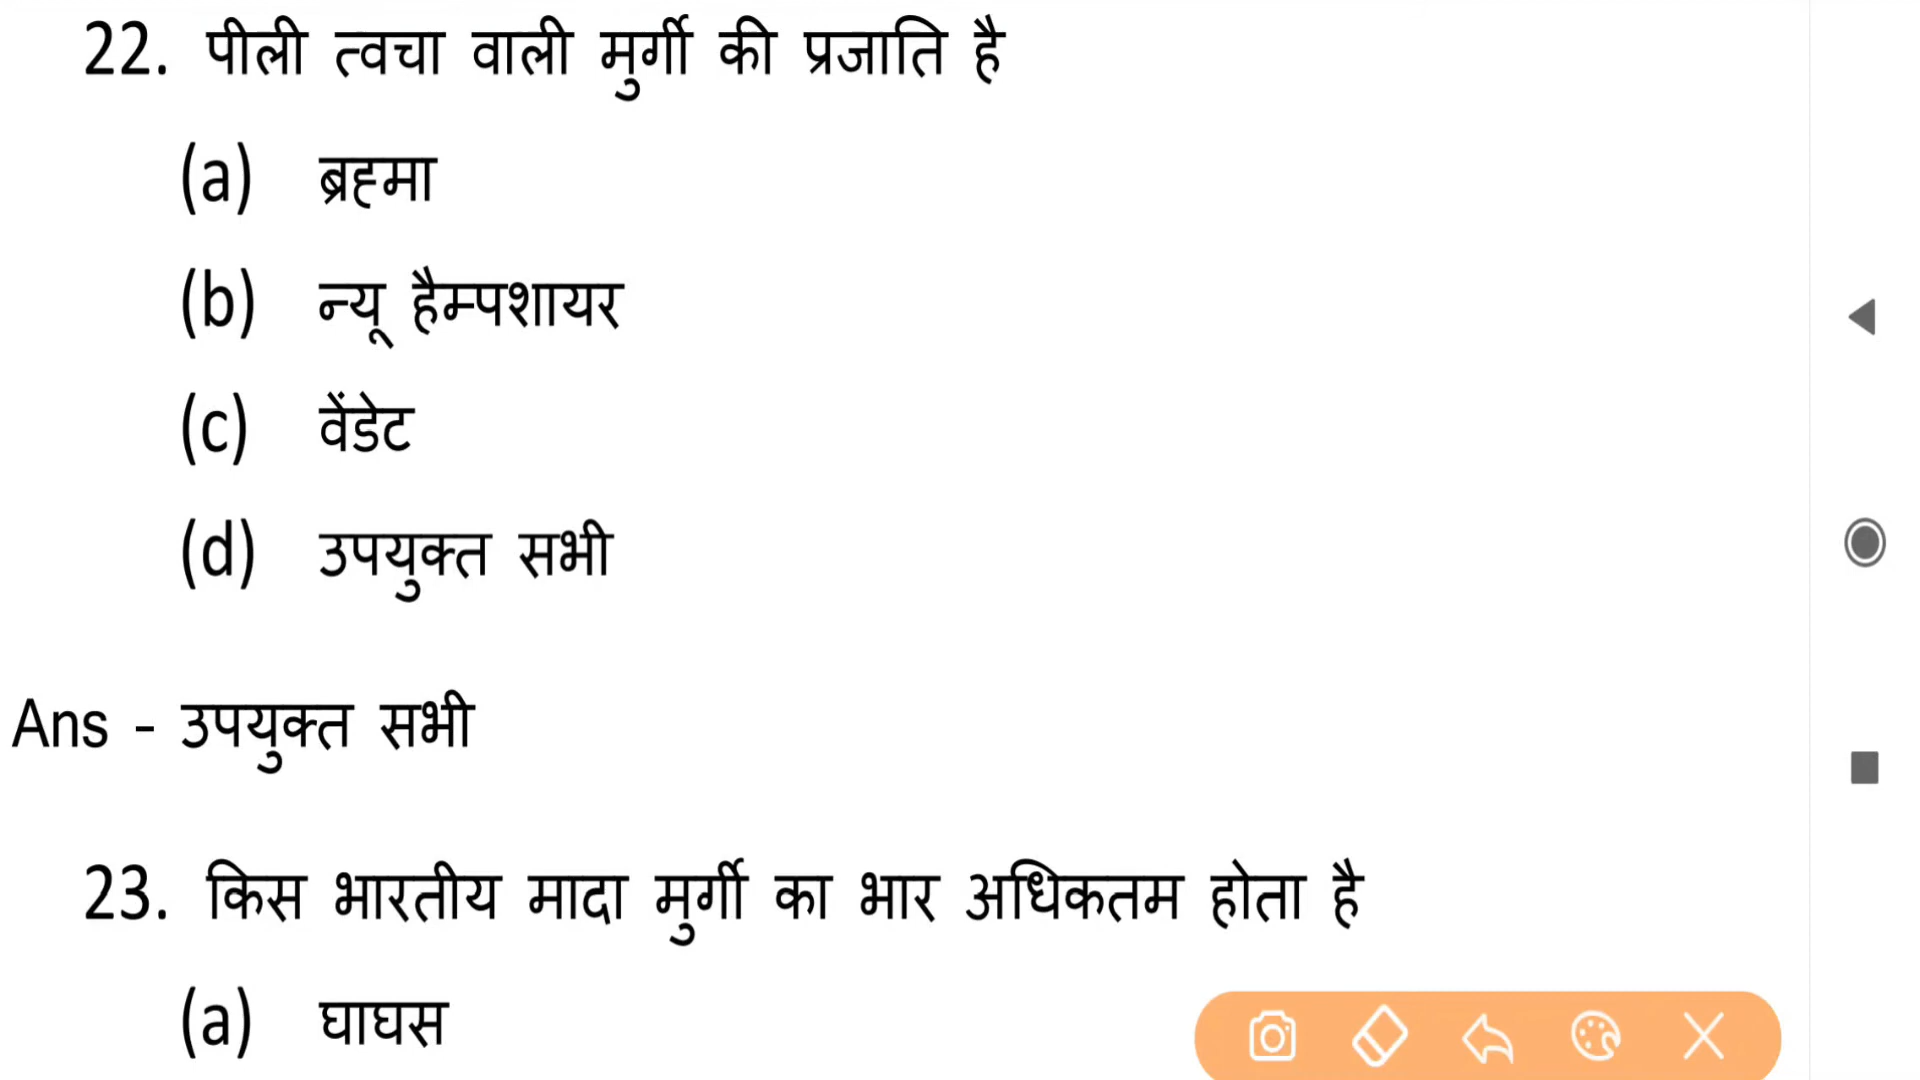 22. पीली त्वचा वाली मुर्गी की प्रजाति है
(a) ब्रह्मा
(b) न्यू हैम्पशायर
(c) वेंडेट
(d) उपयुक्त सभी
Ans - उपयुक्त सभी
23. किस भारतीय मादा मुर्गी का भार अधिकतम होता है
(a) घाघस